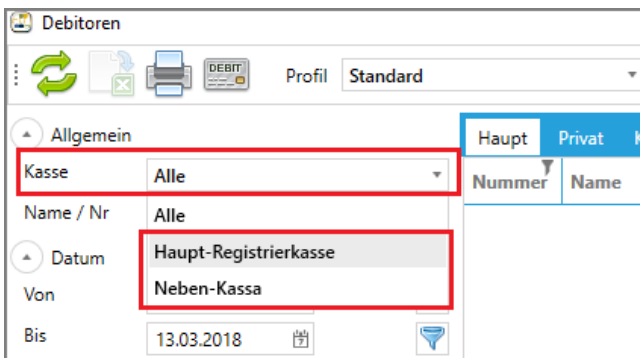 Debitoren
DEBIT
Profil Standard
Allgemein
Haupt Privat
Kasse Alle
Nummer Name
Name / Nr Alle
Haupt-Registrierkasse
Datum
Neben-Kassa
Von
Bis 13.03.2018